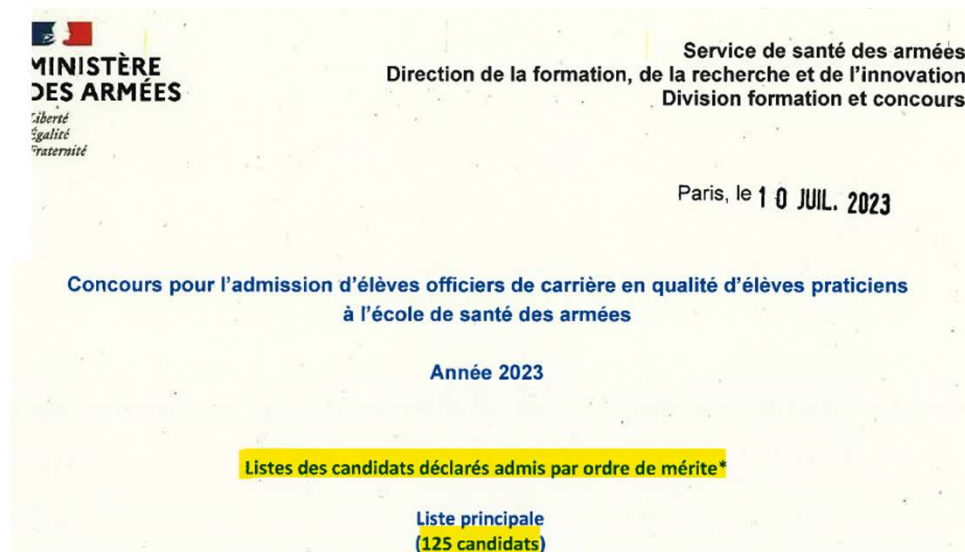 MINISTÈRE
DES ARMÉES
Liberté
Égalité
Fraternité
Service de santé des armées
Direction de la formation, de la recherche et de l'innovation
Division formation et concours
Paris, le 10 JUIL. 2023
Concours pour l'admission d'élèves officiers de carrière en qualité d'élèves praticiens
à l'école de santé des armées
Année 2023
Listes des candidats déclarés admis par ordre de mérite*
Liste principale
(125 candidats)